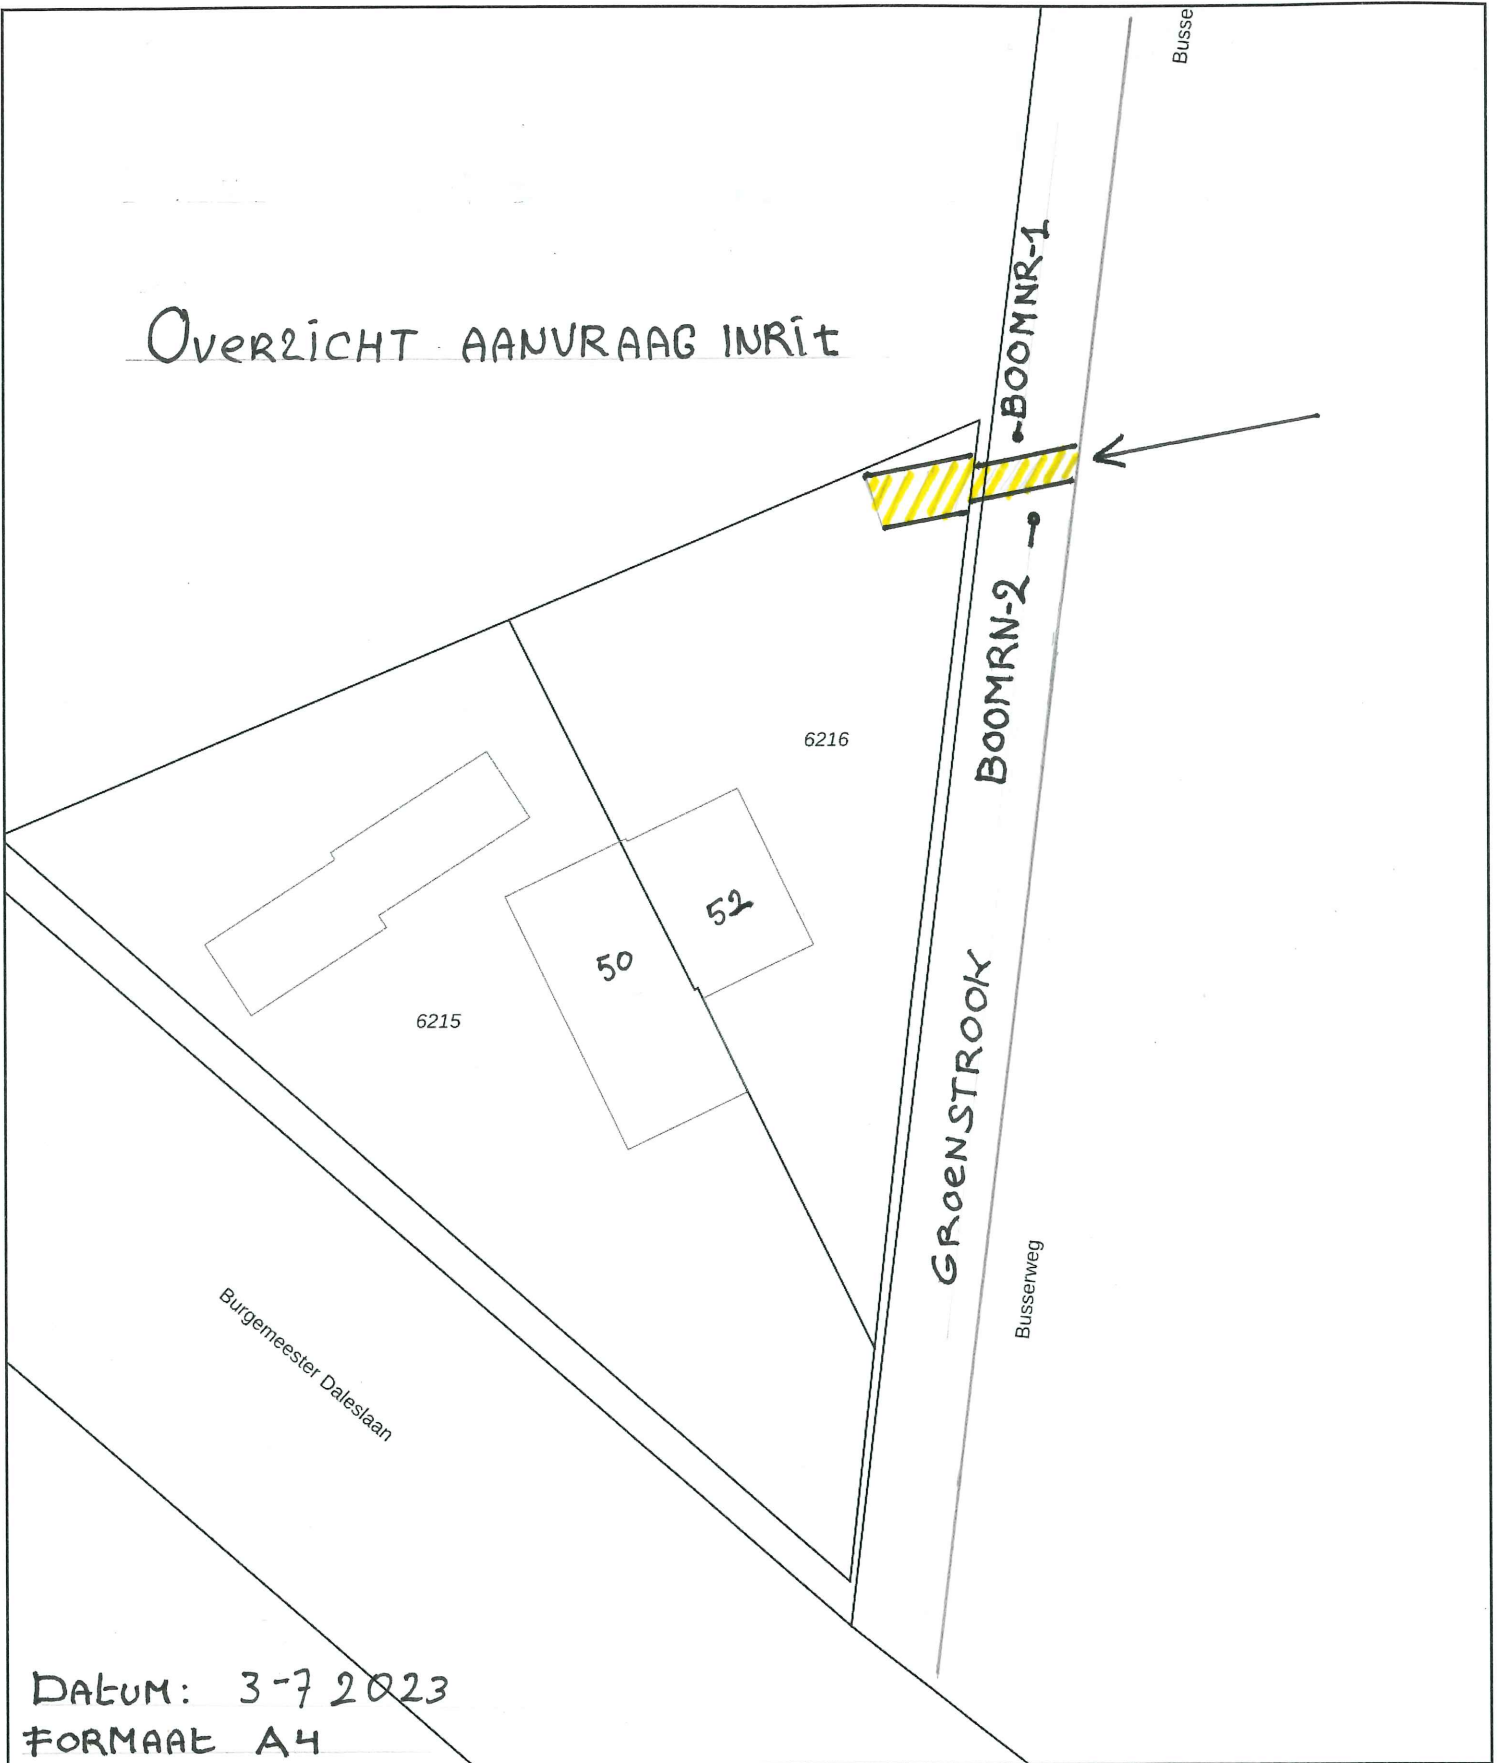 Busse
OVERZICHT AANVRAAG INRit
BOOMNR-1
BOOMRN-2
6216
52
50
6215
GROENSTROOK
Busserweg
Burgemeester Daleslaan
DAtUM: 3-7 2023
FORMAAt A4